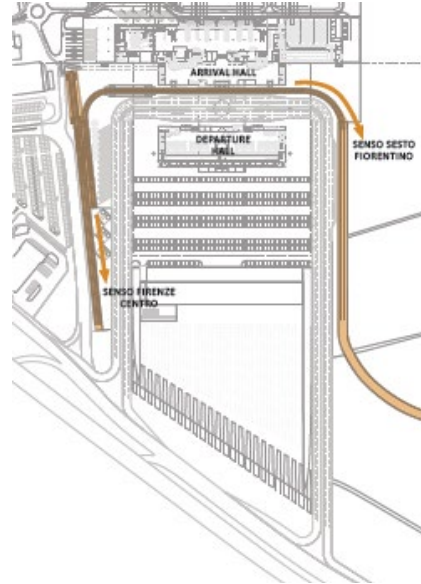 ARRIVAL HALL
DEPARTURE
HALL
SENSO SESTO
FIORENTINO
SENSO FIRENZE
CENTRO